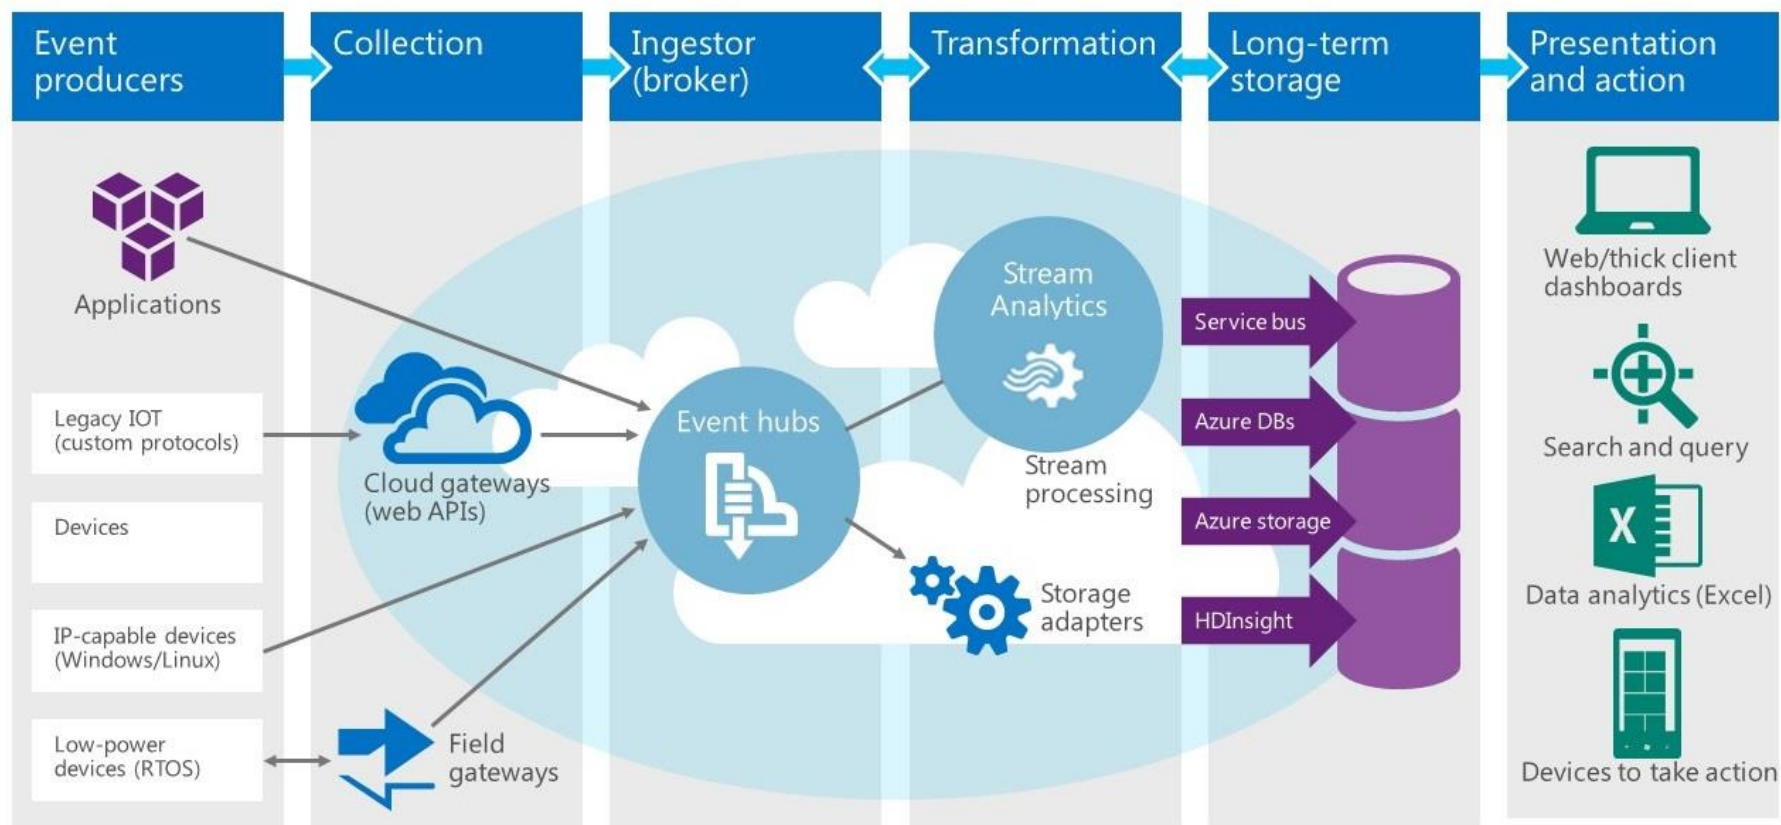 Event
producers
Collection
Ingestor
(broker)
Transformation
Long-term
storage
Presentation
and action
Applications
Legacy IOT
(custom protocols)
Devices
IP-capable devices
(Windows/Linux)
Low-power
devices (RTOS)
Cloud gateways
(web APIs)
Field
gateways
Event hubs
Stream
Analytics
Stream
processing
Storage
adapters
Service bus
Azure DBs
Azure storage
HDInsight
Web/thick client
dashboards
Search and query
X
Data analytics (Excel)
Devices to take action